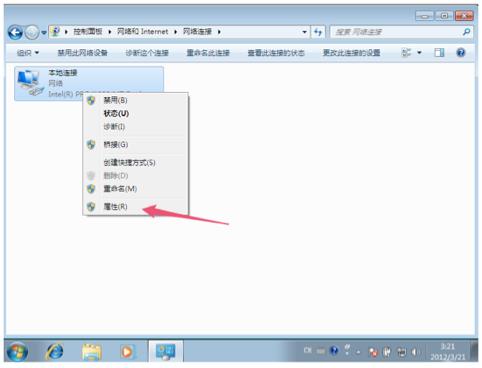 控制面板 ▸ 网络和 Internet ▸ 网络连接 ▸
搜索 网络连接
组织 ▾ 禁用此网络设备 诊断这个连接 重命名此连接 查看此连接的状态 更改此连接的设置
本地连接
网络
Intel(R)
禁用(B)
状态(U)
诊断(I)
桥接(G)
创建快捷方式(S)
删除(D)
重命名(M)
属性(R)
CH
3:21
2012/3/21